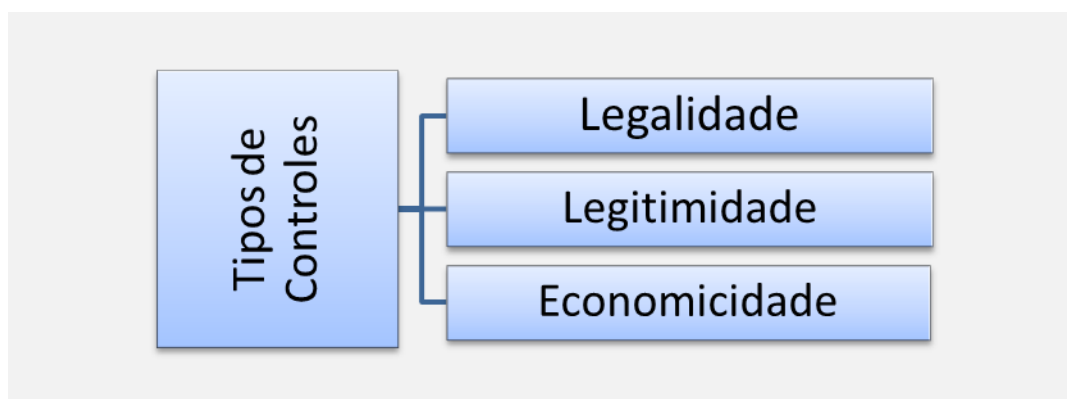 Tipos de
Controles
Legalidade
Legitimidade
Economicidade